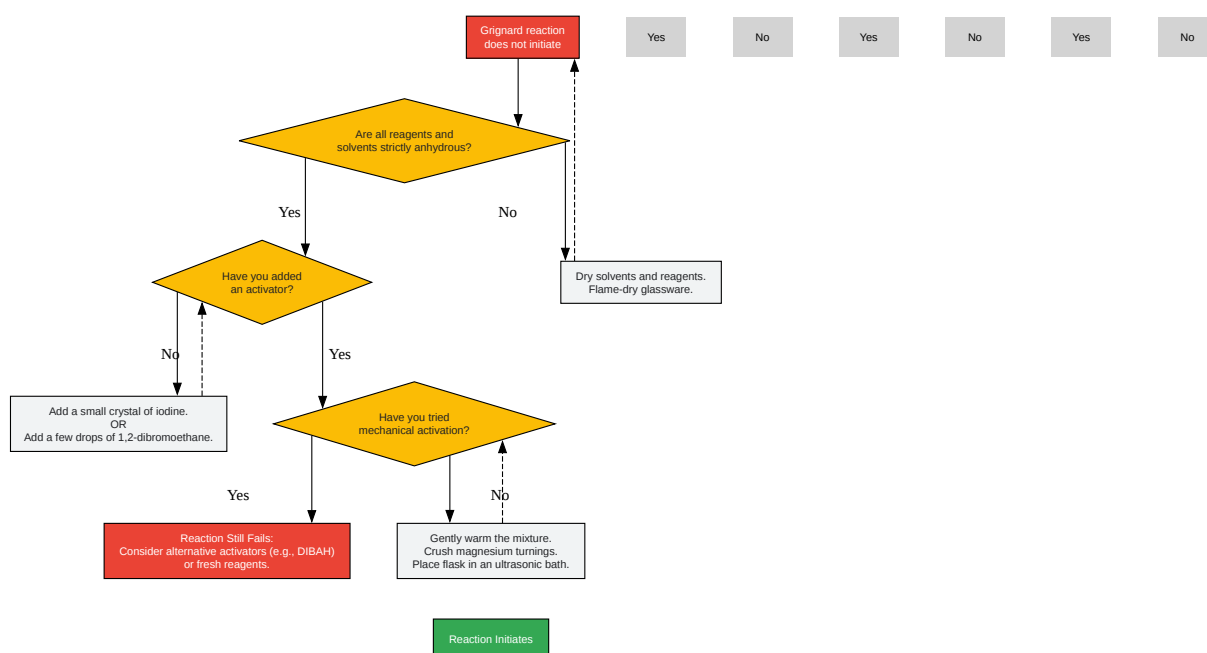 Grignard reaction
does not initiate
Yes
No
Yes
No
Yes
No
Are all reagents and
solvents strictly anhydrous?
Yes
No
Have you added
an activator?
Dry solvents and reagents.
Flame-dry glassware.
No
Yes
Add a small crystal of iodine.
OR
Add a few drops of 1,2-dibromoethane.
Have you tried
mechanical activation?
Yes
No
Reaction Still Fails:
Consider alternative activators (e.g., DIBAH)
or fresh reagents.
Gently warm the mixture.
Crush magnesium turnings.
Place flask in an ultrasonic bath.
Reaction Initiates